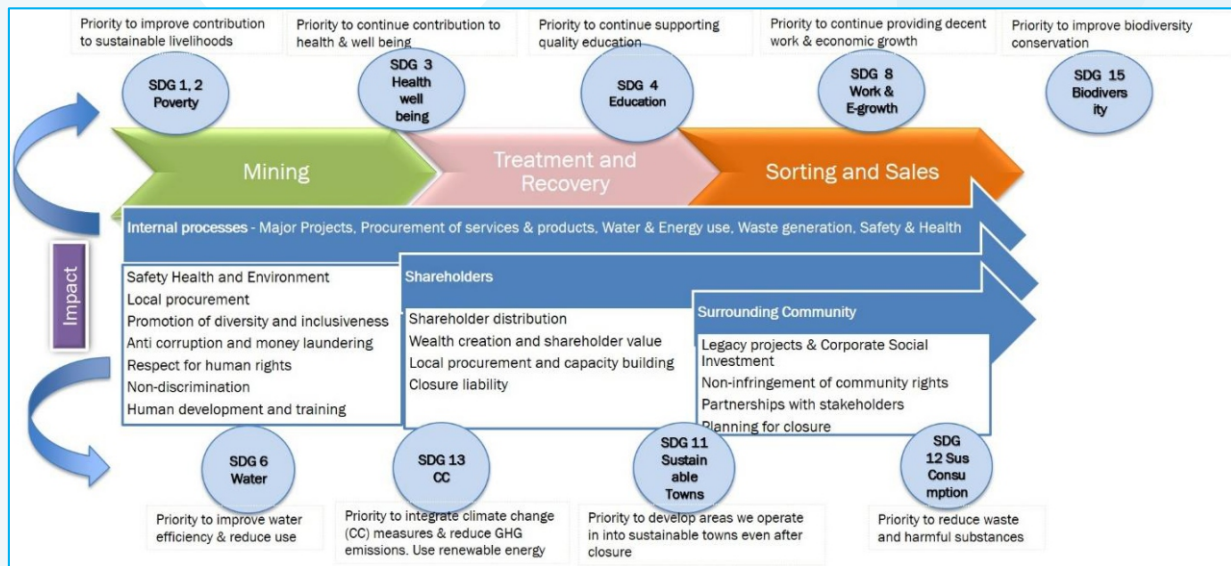 Priority to improve contribution
to sustainable livelihoods
Priority to continue contribution to
health & well being
Priority to continue supporting
quality education
Priority to continue providing decent
work & economic growth
Priority to improve biodiversity
conservation
SDG 1, 2
Poverty
SDG 3
Health
well
being
SDG 4
Education
SDG 8
Work &
E-growth
SDG 15
Biodivers
ity
Mining
Treatment and
Recovery
Sorting and Sales
Impact
Internal processes - Major Projects, Procurement of services & products, Water & Energy use, Waste generation, Safety & Health
Safety Health and Environment
Local procurement
Promotion of diversity and inclusiveness
Anti corruption and money laundering
Respect for human rights
Non-discrimination
Human development and training
Shareholders
Shareholder distribution
Wealth creation and shareholder value
Local procurement and capacity building
Closure liability
Surrounding Community
Legacy projects & Corporate Social
Investment
Non-infringement of community rights
Partnerships with stakeholders
Planning for closure
SDG 6
Water
SDG 13
CC
SDG 11
Sustain
able
Towns
SDG
12 Sus
Consu
mption
Priority to improve water
efficiency & reduce use
Priority to integrate climate change
(CC) measures & reduce GHG
emissions. Use renewable energy
Priority to develop areas we operate
in into sustainable towns even after
closure
Priority to reduce waste
and harmful substances